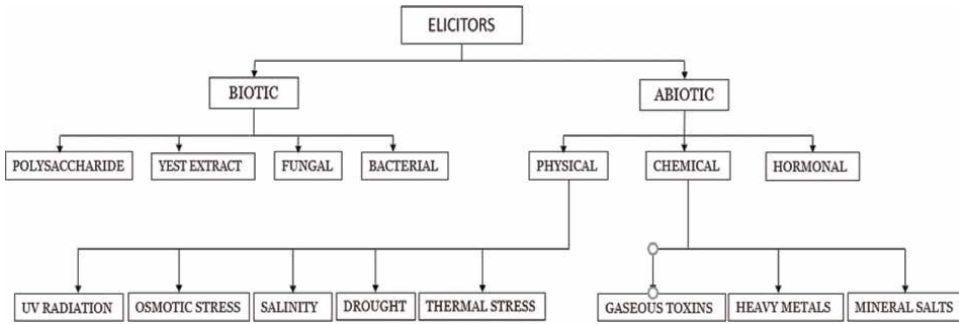 ELICITORS
BIOTIC
ABIOTIC
POLYSACCHARIDE
YEST EXTRACT
FUNGAL
BACTERIAL
PHYSICAL
CHEMICAL
HORMONAL
UV RADIATION
OSMOTIC STRESS
SALINITY
DROUGHT
THERMAL STRESS
GASEOUS TOXINS
HEAVY METALS
MINERAL SALTS